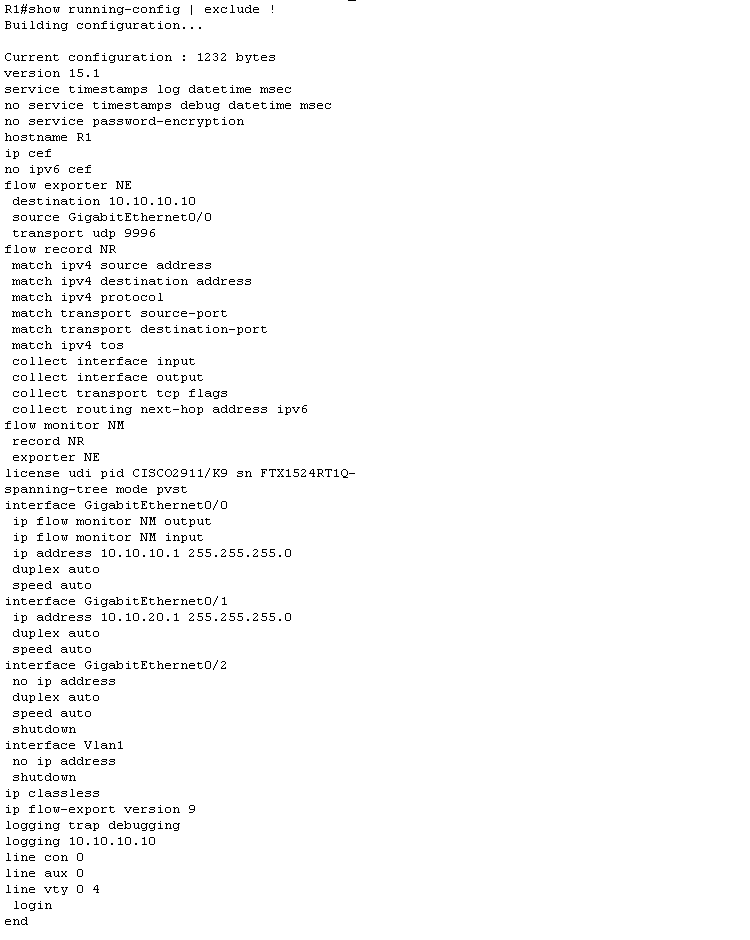 R1#show running-config | exclude !
Building configuration...
Current configuration : 1232 bytes
version 15.1
service timestamps log datetime msec
no service timestamps debug datetime msec
no service password-encryption
hostname R1
ip cef
no ipv6 cef
flow exporter NE
destination 10.10.10.10
source GigabitEthernet0/0
transport udp 9996
flow record NR
match ipv4 source address
match ipv4 destination address
match ipv4 protocol
match transport source-port
match transport destination-port
match ipv4 tos
collect interface input
collect interface output
collect transport tcp flags
collect routing next-hop address ipv6
flow monitor NM
record NR
exporter NE
license udi pid CISCO2911/K9 sn FTX1524RT1Q-
spanning-tree mode pvst
interface GigabitEthernet0/0
ip flow monitor NM output
ip flow monitor NM input
ip address 10.10.10.1 255.255.255.0
duplex auto
speed auto
interface GigabitEthernet0/1
ip address 10.10.20.1 255.255.255.0
duplex auto
speed auto
interface GigabitEthernet0/2
no ip address
duplex auto
speed auto
shutdown
interface Vlan1
no ip address
shutdown
ip classless
ip flow-export version 9
logging trap debugging
logging 10.10.10.10
line con 0
line aux 0
line vty 0 4
login
end